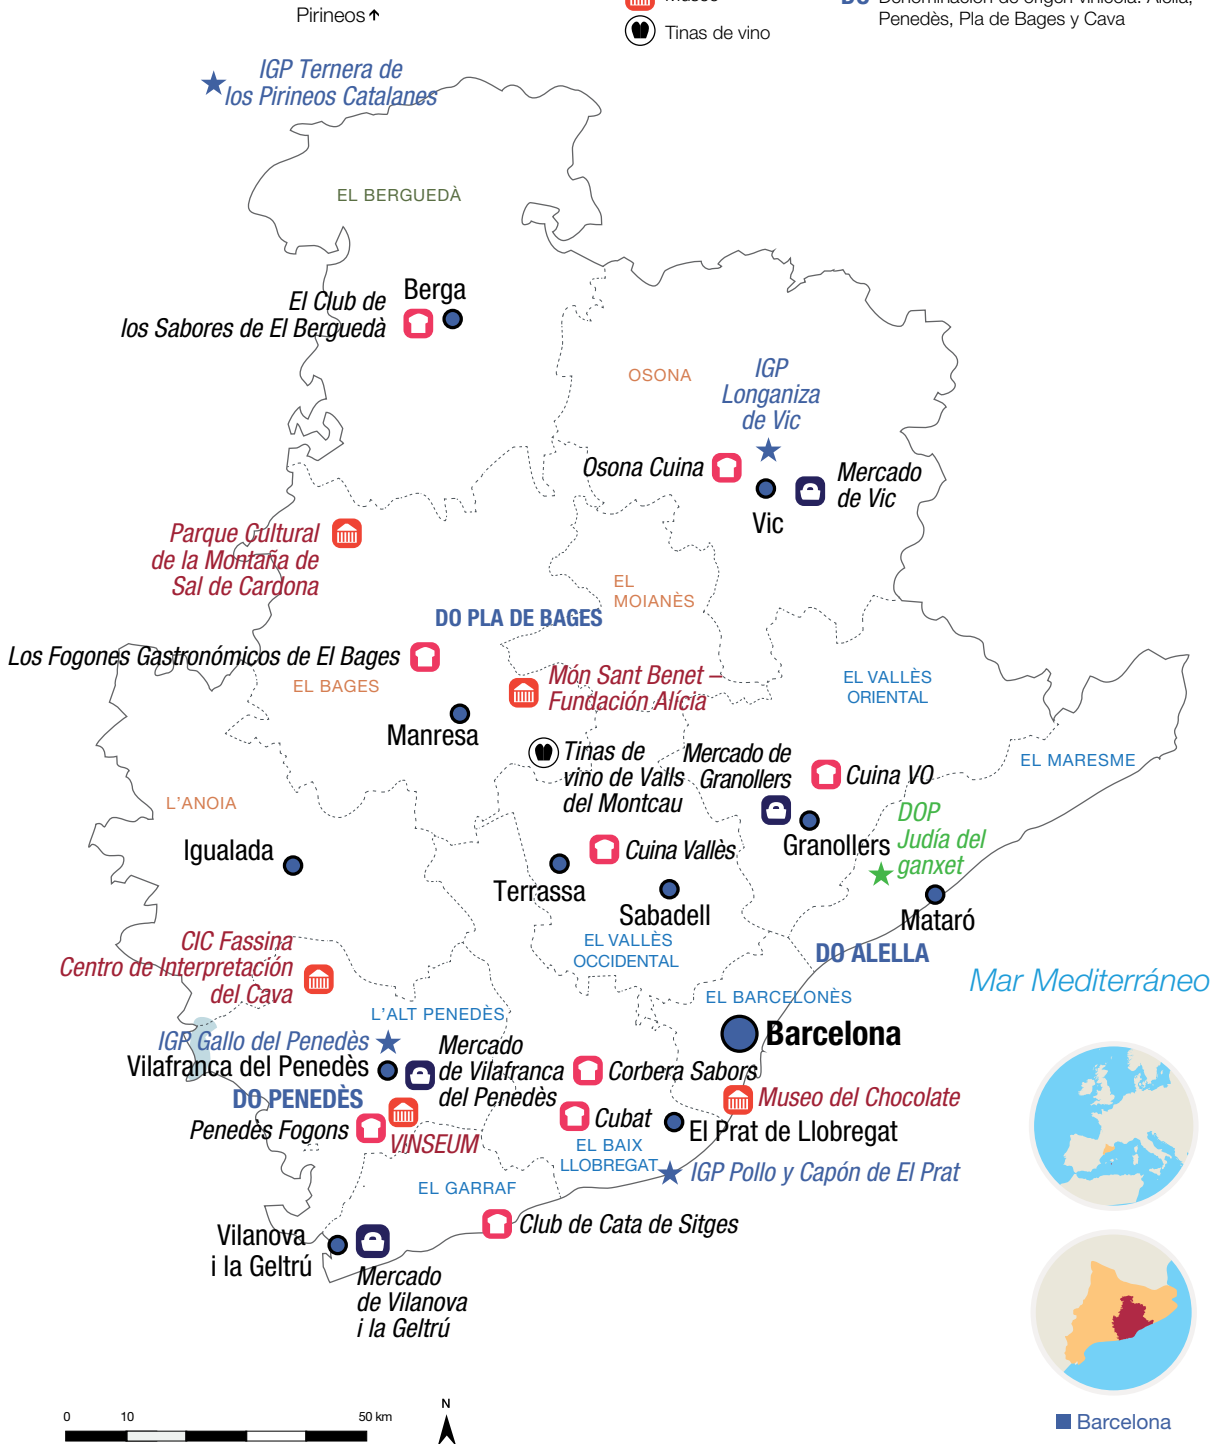 Pirineos
Tinas de vino
Denominación de origen vinícola: Alella,
Penedès, Pla de Bages y Cava
IGP Ternera de
los Pirineos Catalanes
EL BERGUEDÀ
Berga
El Club de
los Sabores de El Berguedà
OSONA
IGP
Longaniza
de Vic
Osona Cuina
Mercado
de Vic
Vic
Parque Cultural
de la Montaña de
Sal de Cardona
EL
MOIANÈS
DO PLA DE BAGES
Los Fogones Gastronómicos de El Bages
EL BAGES
Món Sant Benet –
Fundación Alícia
EL VALLÈS
ORIENTAL
Manresa
Tinas de
vino de Valls
del Montcau
Mercado de
Granollers
Cuina VO
EL MARESME
L'ANOIA
DOP
Judía del
ganxet
Igualada
Granollers
Cuina Vallès
Terrassa
Sabadell
Mataró
CIC Fassina
Centro de Interpretación
del Cava
EL VALLÈS
OCCIDENTAL
DO ALELLA
Mar Mediterráneo
EL BARCELONÈS
L'ALT PENEDÈS
Barcelona
IGP Gallo del Penedès
Vilafranca del Penedès
Mercado
de Vilafranca
del Penedès
Corbera Sabors
DO PENEDÈS
Museo del Chocolate
Penedès Fogons
VINSEUM
Cubat
El Prat de Llobregat
EL BAIX
LLOBREGAT
IGP Pollo y Capón de El Prat
EL GARRAF
Club de Cata de Sitges
Vilanova
i la Geltrú
Mercado
de Vilanova
i la Geltrú
0 10 50 km
N
Barcelona